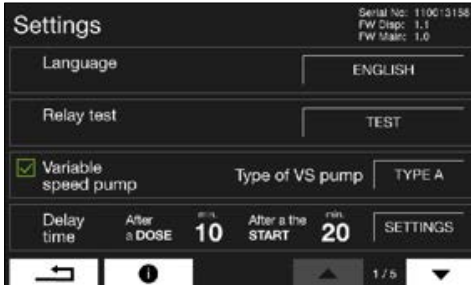 Settings
Serial No: 110013158
FW Disp: 1.1
FW Main: 1.0
Language
ENGLISH
Relay test
TEST
Variable
speed pump
Type of VS pump
TYPE A
Delay
time
After
a DOSE
min.
10
After a the
START
min.
20
SETTINGS
1/5